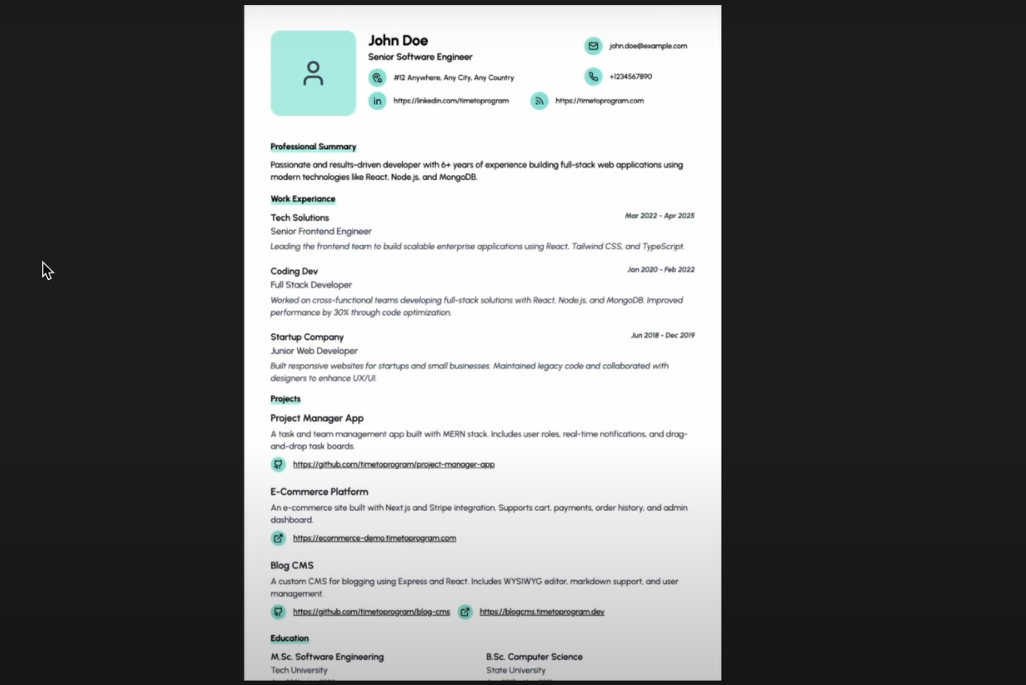 John Doe
Senior Software Engineer
#12 Anywhere, Any City, Any Country
john.doe@example.com
+1234567890
in https://linkedin.com/timetoprogram
https://timetoprogram.com
Professional Summary
Passionate and results-driven developer with 6+ years of experience building full-stack web applications using
modern technologies like React, Node.js, and MongoDB.
Work Experiance
Tech Solutions
Mar 2022 - Apr 2025
Senior Frontend Engineer
Leading the frontend team to build scalable enterprise applications using React, Tailwind CSS, and TypeScript.
Coding Dev
Jan 2020 - Feb 2022
Full Stack Developer
Worked on cross-functional teams developing full-stack solutions with React, Node.js, and MongoDB. Improved
performance by 30% through code optimization.
Startup Company
Jun 2018 - Dec 2019
Junior Web Developer
Built responsive websites for startups and small businesses. Maintained legacy code and collaborated with
designers to enhance UX/UI.
Projects
Project Manager App
A task and team management app built with MERN stack. Includes user roles, real-time notifications, and drag-
and-drop task boards.
https://github.com/timetoprogram/project-manager-app
E-Commerce Platform
An e-commerce site built with Next.js and Stripe integration. Supports cart, payments, order history, and admin
dashboard.
https://ecommerce-demo.timetoprogram.com
Blog CMS
A custom CMS for blogging using Express and React. Includes WYSIWYG editor, markdown support, and user
management.
https://github.com/timetoprogram/blog-cms
https://blogcms.timetoprogram.dev
Education
M.Sc. Software Engineering
B.Sc. Computer Science
Tech University
State University